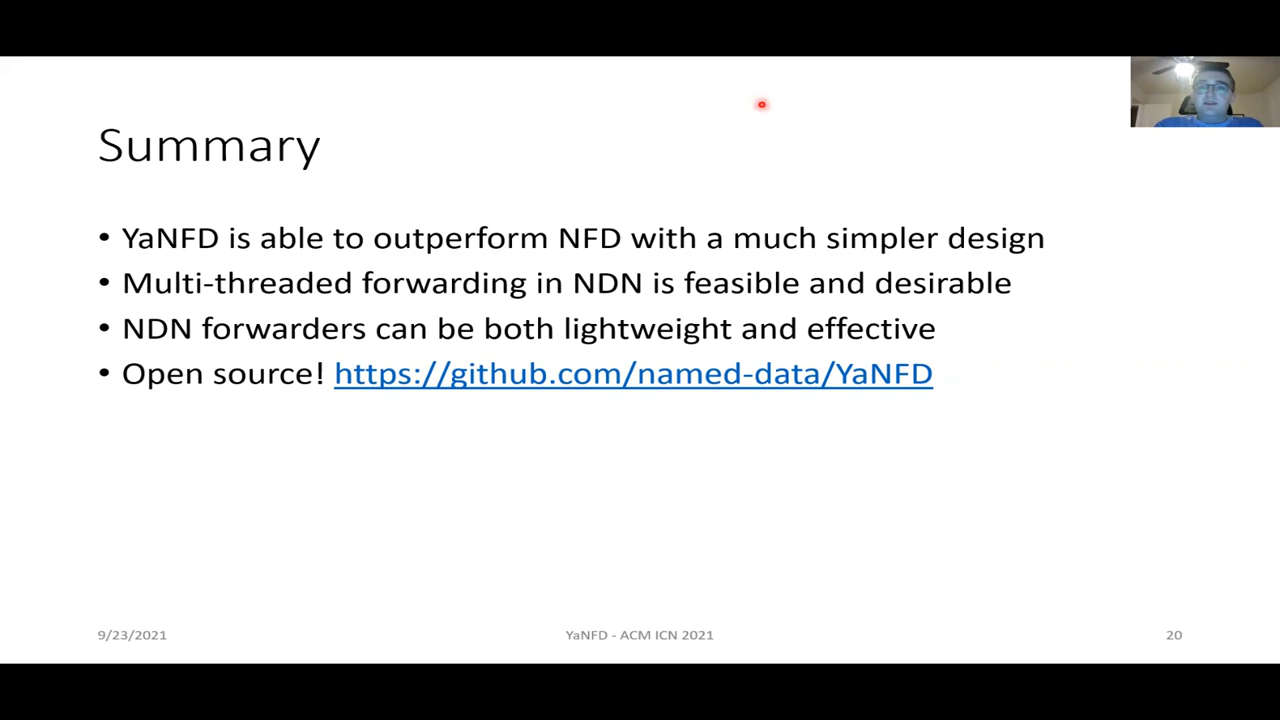 Summary
• YaNFD is able to outperform NFD with a much simpler design
• Multi-threaded forwarding in NDN is feasible and desirable
• NDN forwarders can be both lightweight and effective
• Open source! https://github.com/named-data/YaNFD
9/23/2021
YaNFD - ACM ICN 2021
20